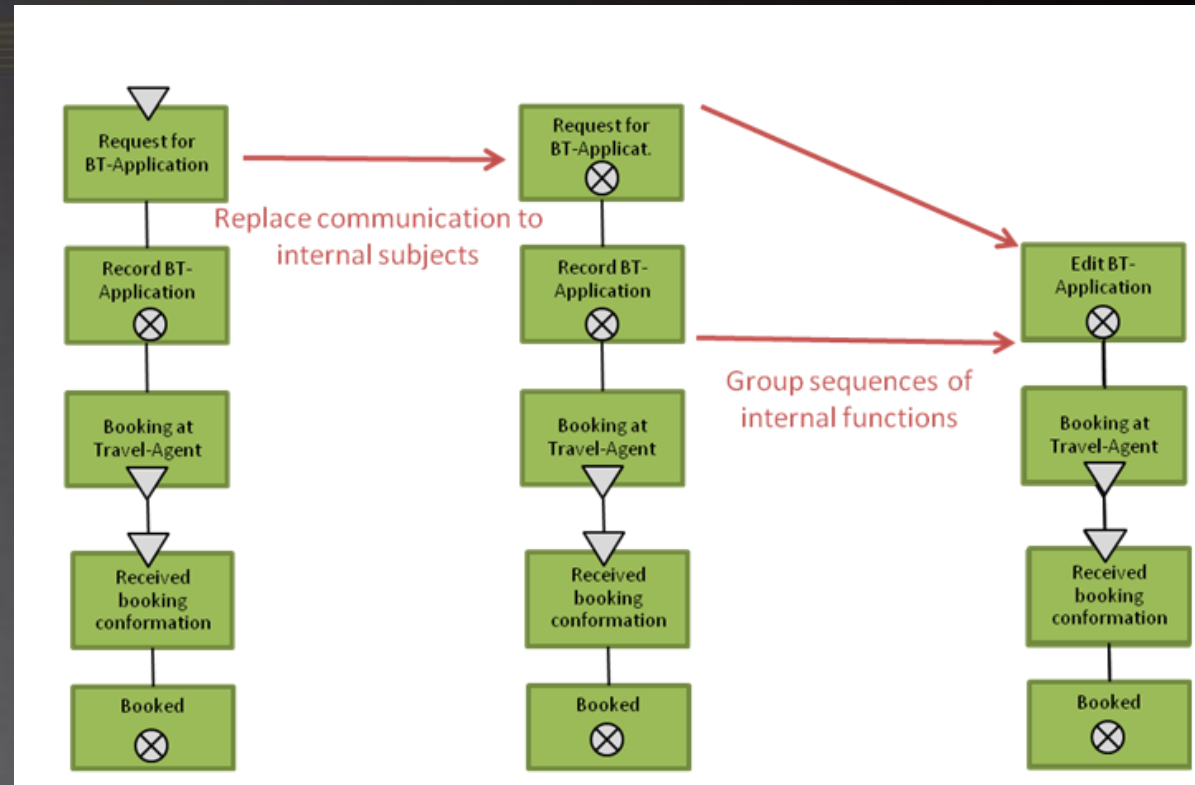 Request for
BT-Application
Record BT-
Application
Booking at
Travel-Agent
Received
booking
conformation
Booked
Replace communication to
internal subjects
Request for
BT-Applicat.
Record BT-
Application
Booking at
Travel-Agent
Received
booking
conformation
Booked
Group sequences of
internal functions
Edit BT-
Application
Booking at
Travel-Agent
Received
booking
conformation
Booked